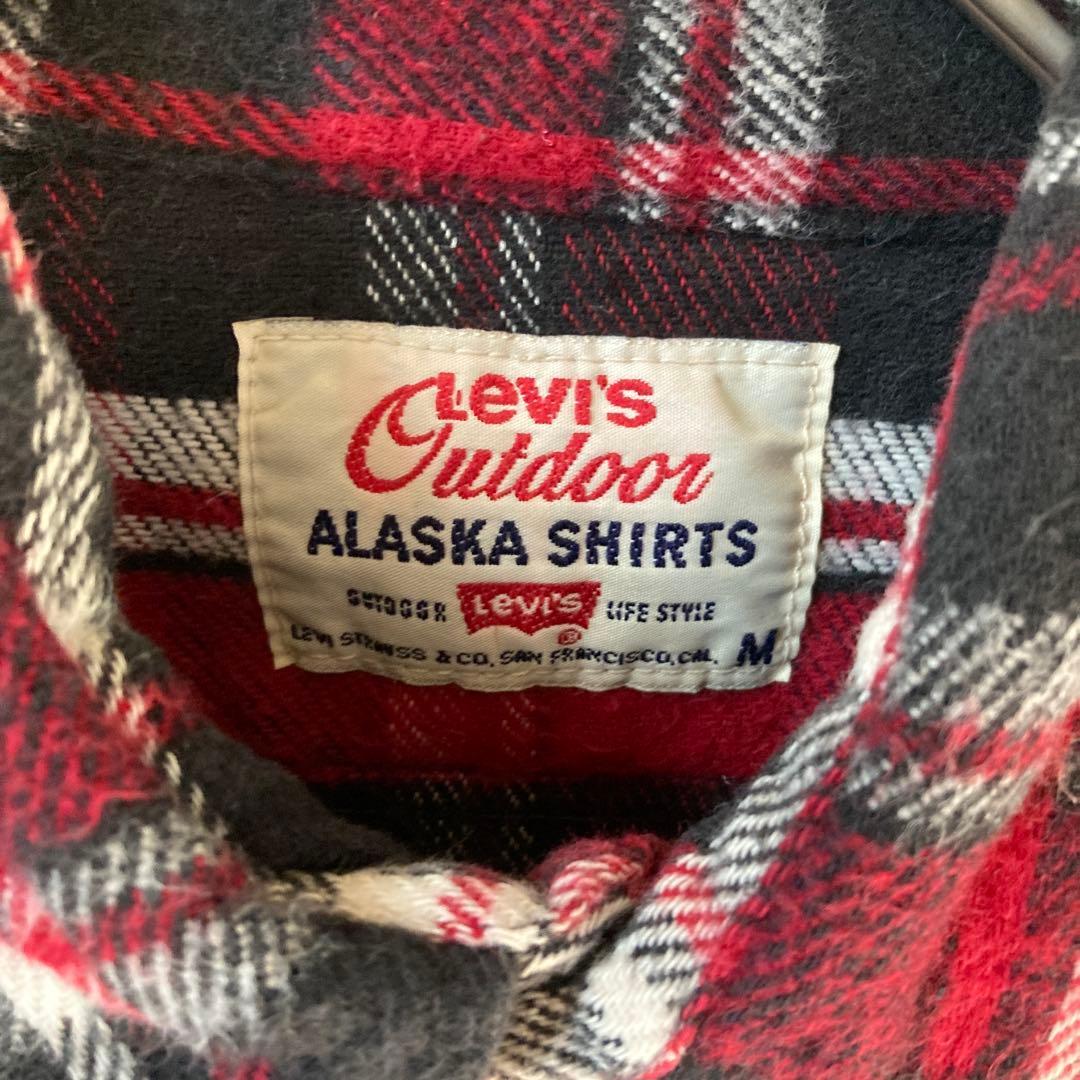 LEVI'S
Outdoor
ALASKA SHIRTS
OUTDOOR LEVI'S LIFE STYLE
®
LEVI STRAUSS & CO. SAN FRANCISCO, CAL. M